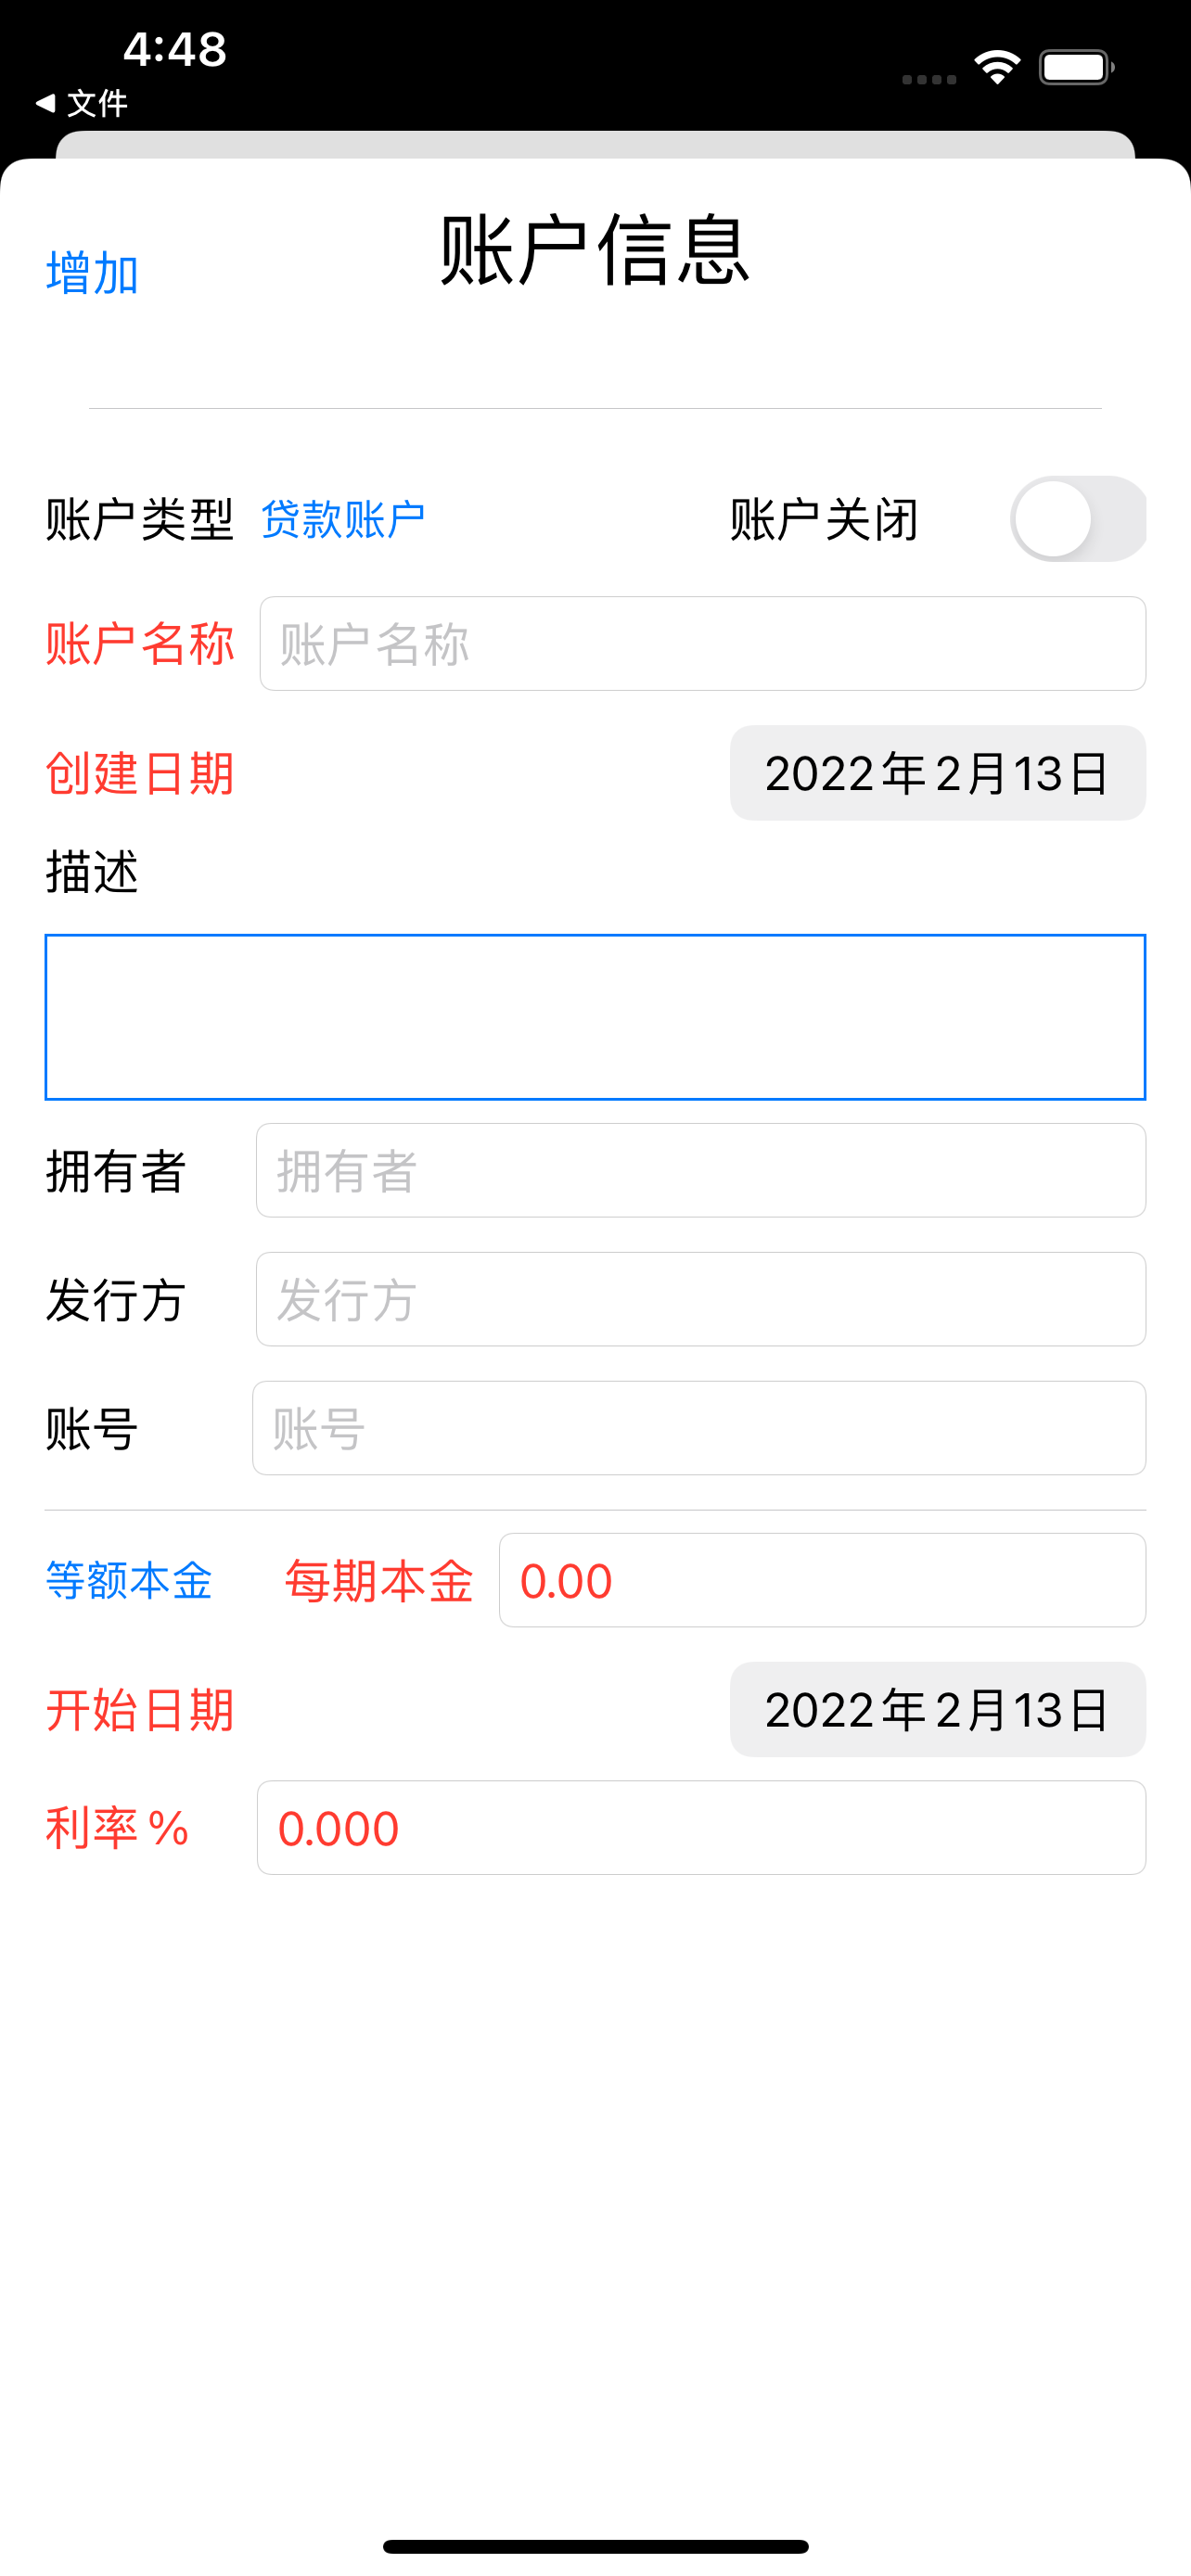 4:48
文件
账户信息
增加
账户类型 贷款账户 账户关闭
账户名称 账户名称
创建日期 2022年2月13日
描述
拥有者 拥有者
发行方 发行方
账号 账号
等额本金 每期本金 0.00
开始日期 2022年2月13日
利率 % 0.000